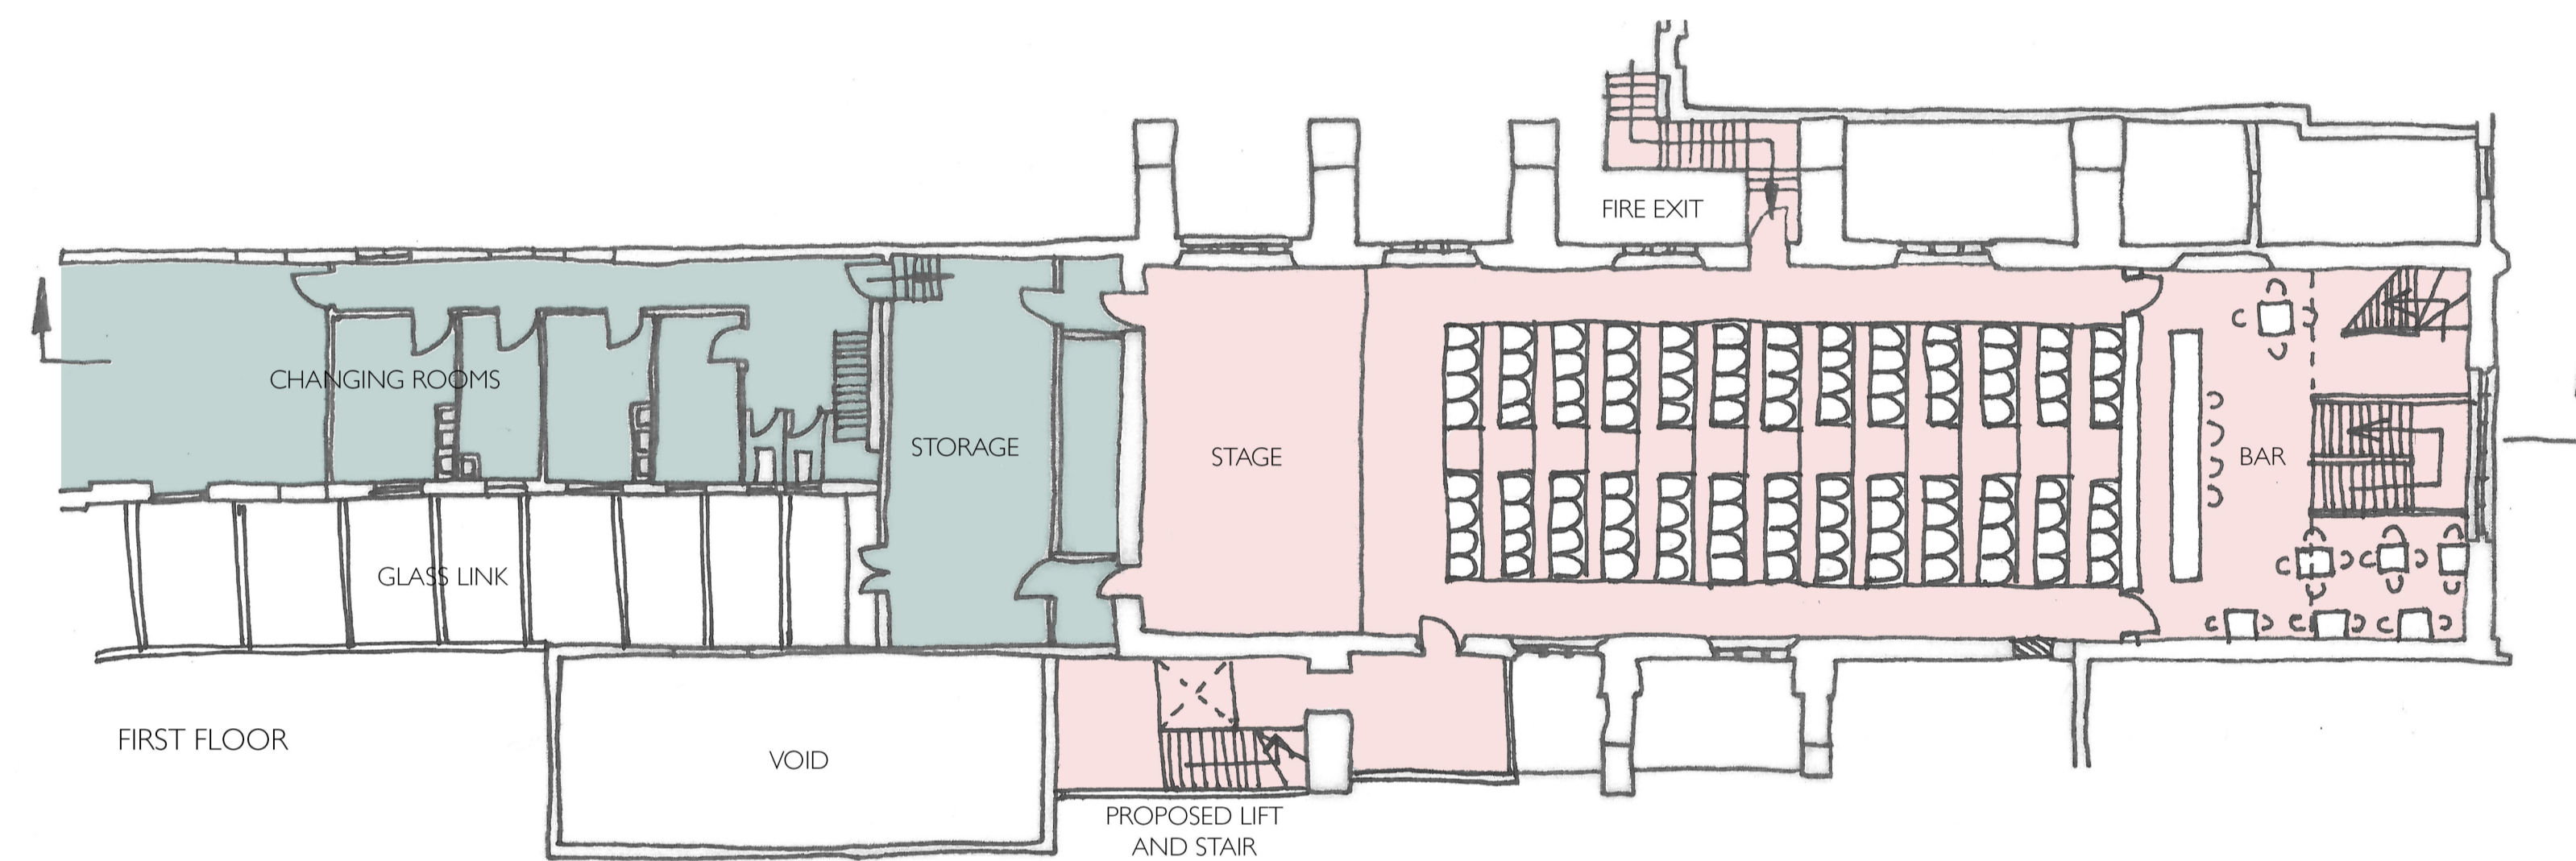 FIRE EXIT
CHANGING ROOMS
STORAGE
STAGE
BAR
GLASS LINK
FIRST FLOOR
VOID
PROPOSED LIFT
AND STAIR